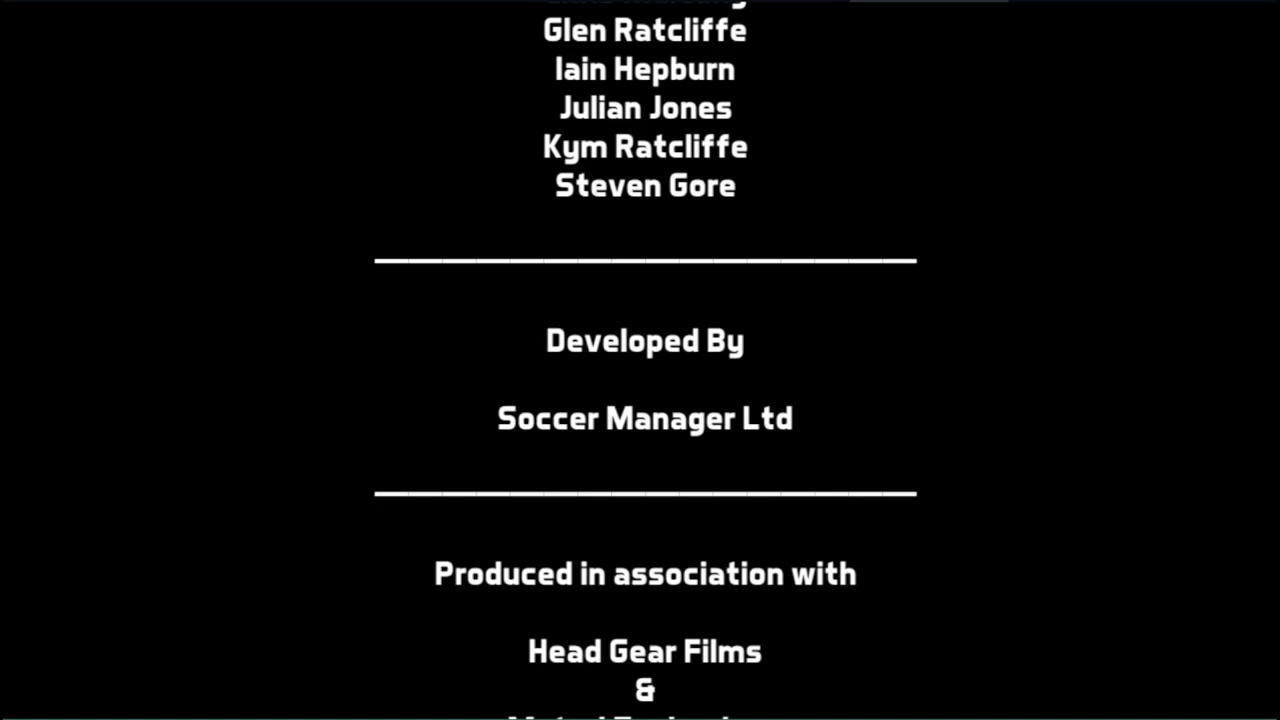 Glen Ratcliffe
Iain Hepburn
Julian Jones
Kym Ratcliffe
Steven Gore
Developed By
Soccer Manager Ltd
Produced in association with
Head Gear Films
&